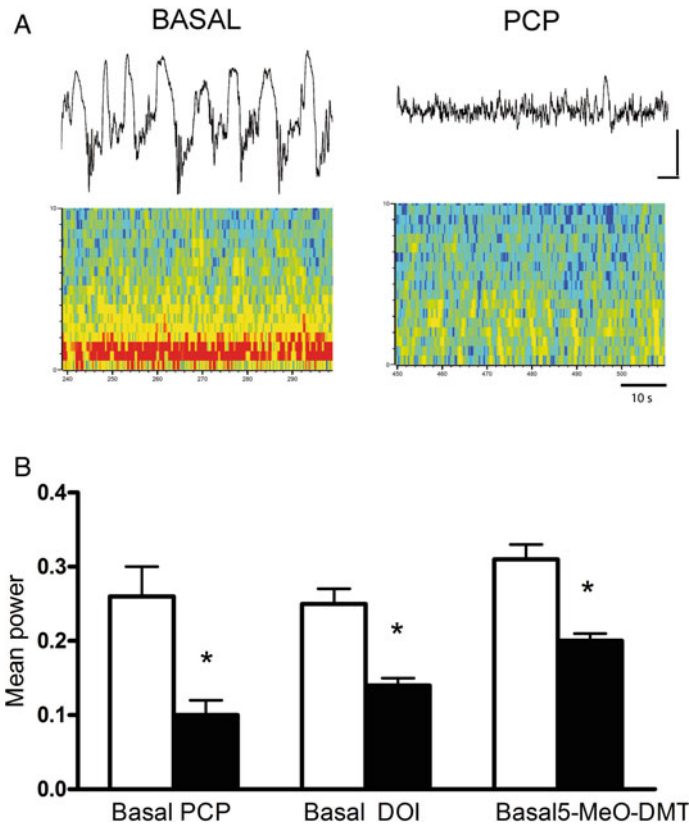 A
BASAL
PCP
10
0
240 250 260 270 280 290
10
0
450 460 470 480 490 500
10 s
B
Mean power
0.4
0.3
0.2
0.1
0.0
Basal PCP
Basal DOI
Basal5-MeO-DMT
*
*
*